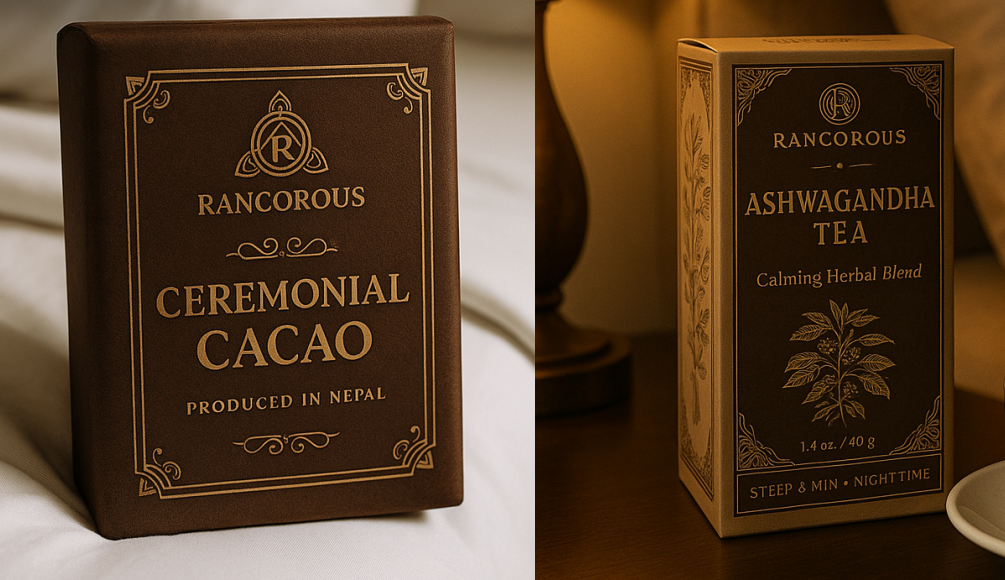 R
RANCOROUS
CEREMONIAL
CACAO
PRODUCED IN NEPAL
R
RANCOROUS
ASHWAGANDHA
TEA
Calming Herbal Blend
1.4 oz. / 40 g
STEEP 8 MIN • NIGHTTIME